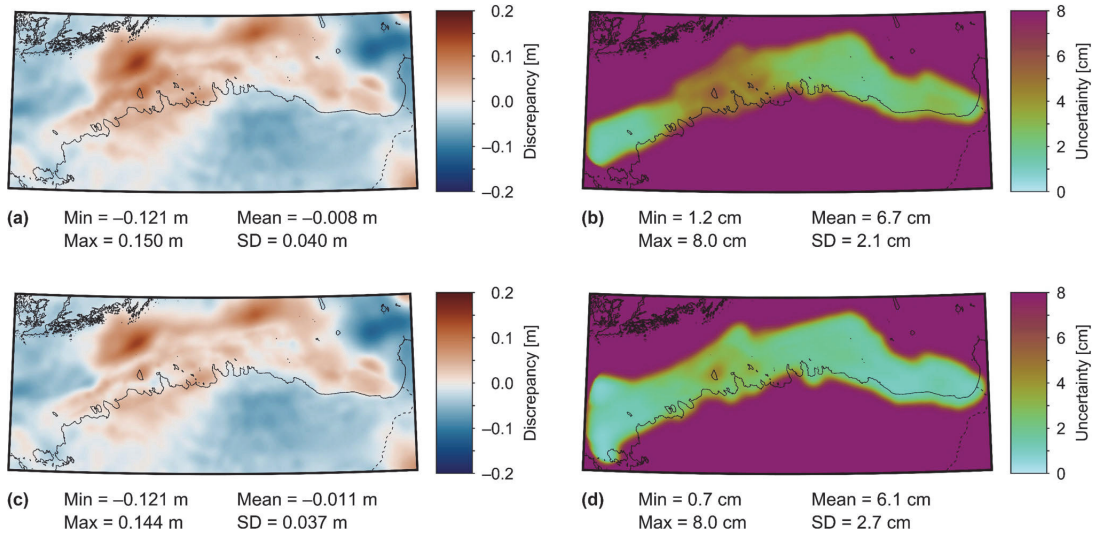 0.2
0.1
0.0
–0.1
–0.2
Discrepancy [m]
8
6
4
2
0
Uncertainty [cm]
(a) Min = –0.121 m Mean = –0.008 m
Max = 0.150 m SD = 0.040 m
(b) Min = 1.2 cm Mean = 6.7 cm
Max = 8.0 cm SD = 2.1 cm
0.2
0.1
0.0
–0.1
–0.2
Discrepancy [m]
8
6
4
2
0
Uncertainty [cm]
(c) Min = –0.121 m Mean = –0.011 m
Max = 0.144 m SD = 0.037 m
(d) Min = 0.7 cm Mean = 6.1 cm
Max = 8.0 cm SD = 2.7 cm